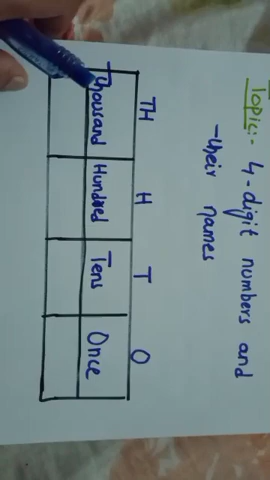 Topic:- 4-digit numbers and
-their names
TH H T O
Thousand Hundred Tens Once